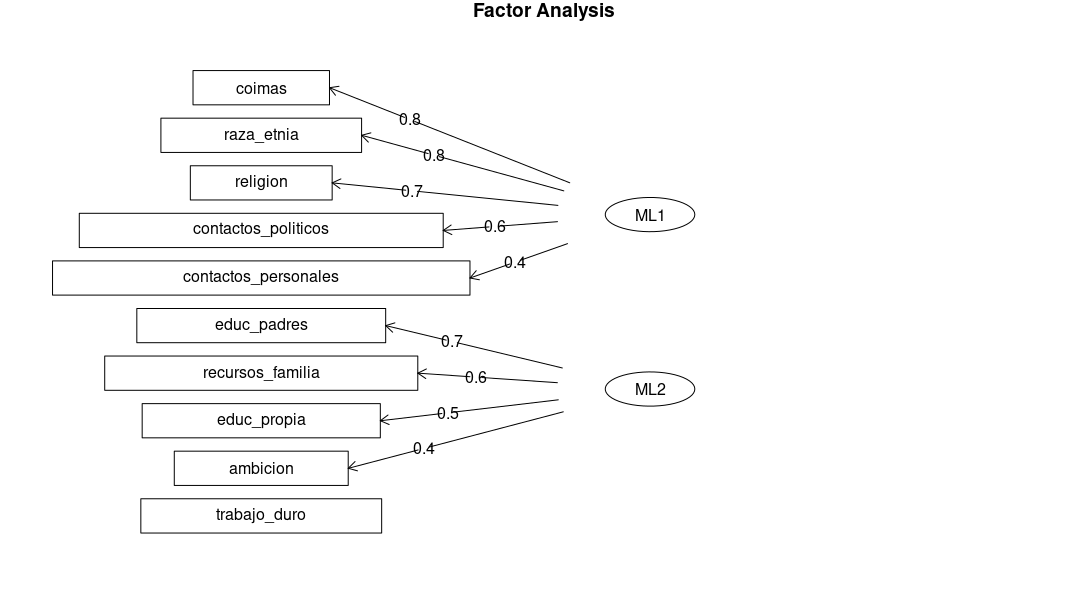 Factor Analysis
coimas
0.8
raza_etnia
0.8
religion
0.7
ML1
contactos_politicos
0.6
contactos_personales
0.4
educ_padres
0.7
recursos_familia
0.6
ML2
educ_propia
0.5
ambicion
0.4
trabajo_duro